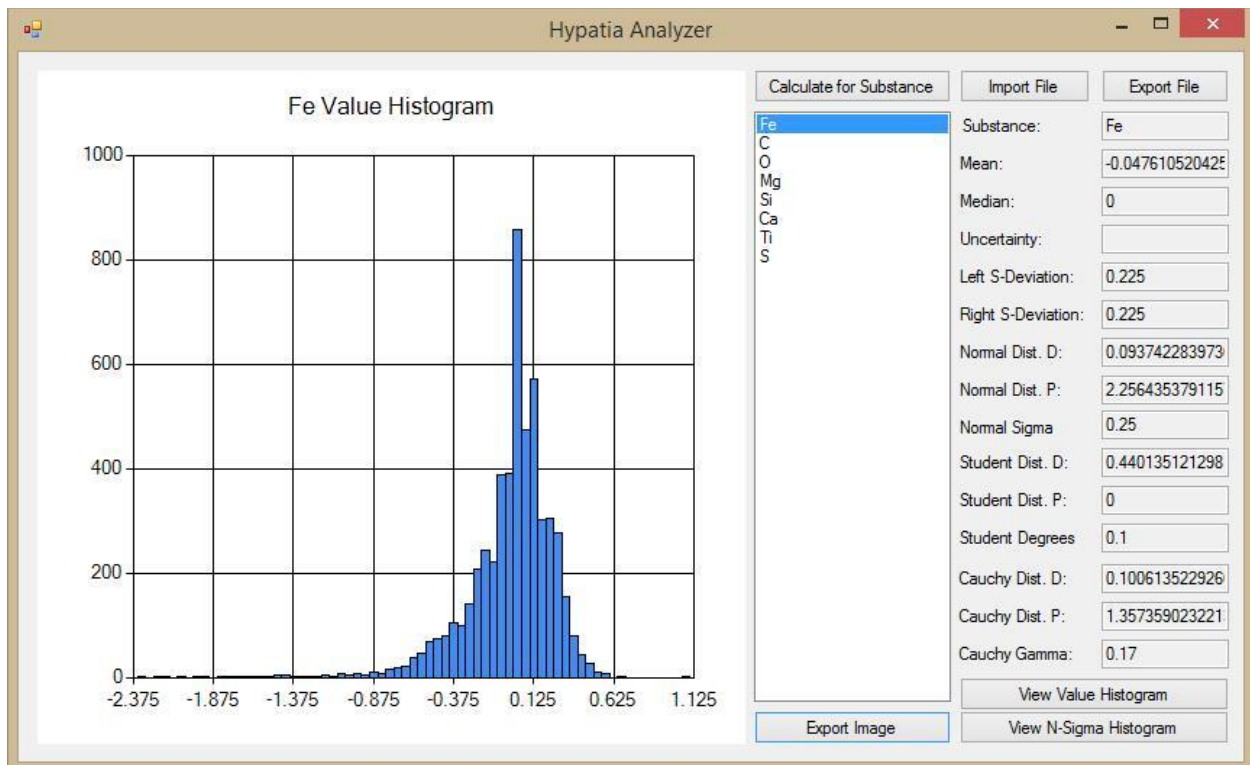 Hypatia Analyzer
Fe Value Histogram
1000
800
600
400
200
0
-2.375 -1.875 -1.375 -0.875 -0.375 0.125 0.625 1.125
Calculate for Substance
Import File
Export File
Fe
C
O
Mg
Si
Ca
Ti
S
Substance: Fe
Mean: -0.047610520425
Median: 0
Uncertainty:
Left S-Deviation: 0.225
Right S-Deviation: 0.225
Normal Dist. D: 0.093742283973
Normal Dist. P: 2.256435379115
Normal Sigma 0.25
Student Dist. D: 0.440135121298
Student Dist. P: 0
Student Degrees 0.1
Cauchy Dist. D: 0.100613522926
Cauchy Dist. P: 1.357359023221
Cauchy Gamma: 0.17
View Value Histogram
Export Image
View N-Sigma Histogram